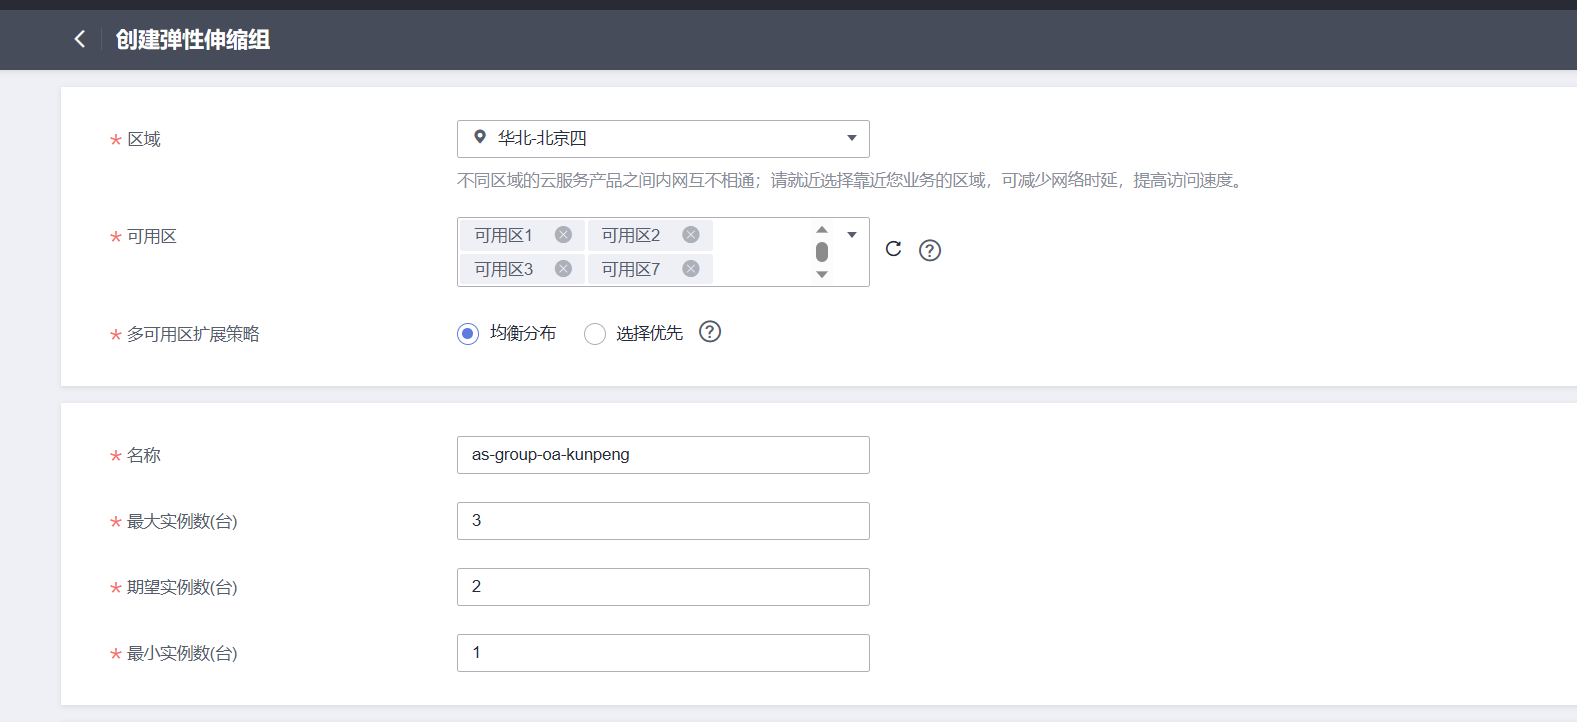 创建弹性伸缩组
* 区域
华北-北京四
不同区域的云服务产品之间内网互不相通；请就近选择靠近您业务的区域，可减少网络时延，提高访问速度。
* 可用区
可用区1 可用区2
可用区3 可用区7
* 多可用区扩展策略
均衡分布 选择优先
* 名称
as-group-oa-kunpeng
* 最大实例数(台)
3
* 期望实例数(台)
2
* 最小实例数(台)
1